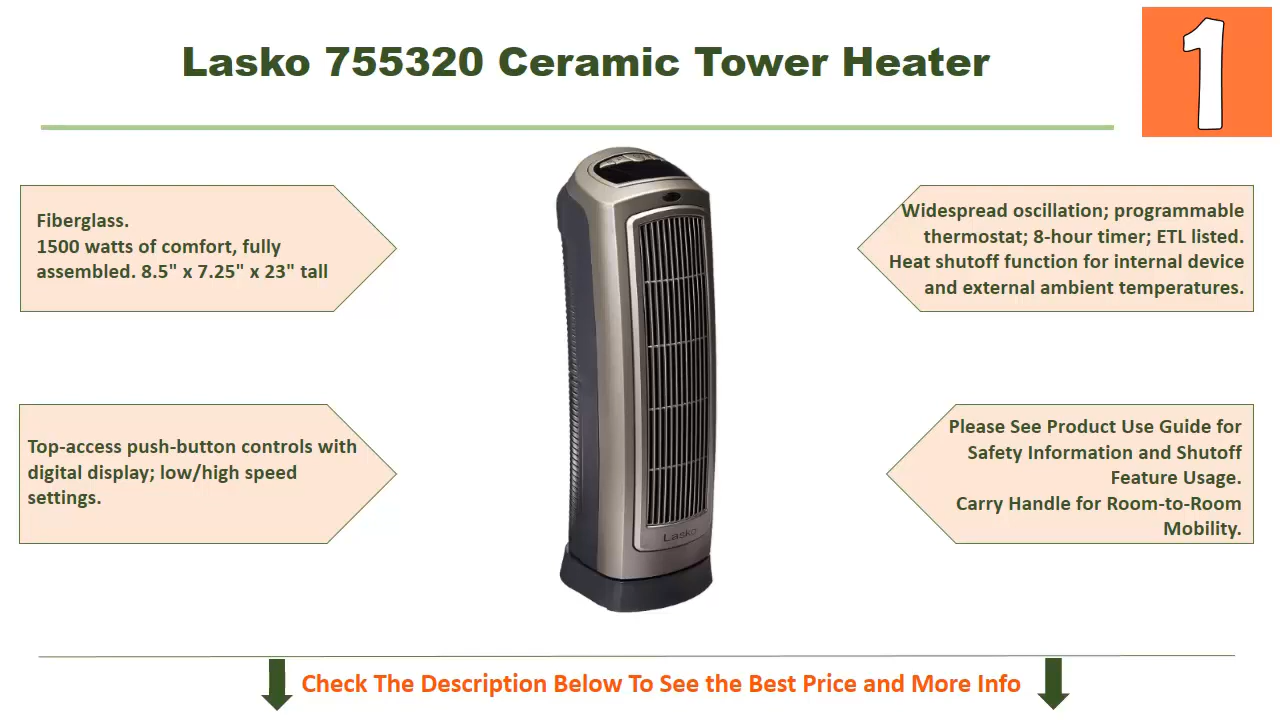 Lasko 755320 Ceramic Tower Heater
1
Fiberglass.
1500 watts of comfort, fully
assembled. 8.5" x 7.25" x 23" tall
Widespread oscillation; programmable
thermostat; 8-hour timer; ETL listed.
Heat shutoff function for internal device
and external ambient temperatures.
Top-access push-button controls with
digital display; low/high speed
settings.
Please See Product Use Guide for
Safety Information and Shutoff
Feature Usage.
Carry Handle for Room-to-Room
Mobility.
Lasko
Check The Description Below To See the Best Price and More Info